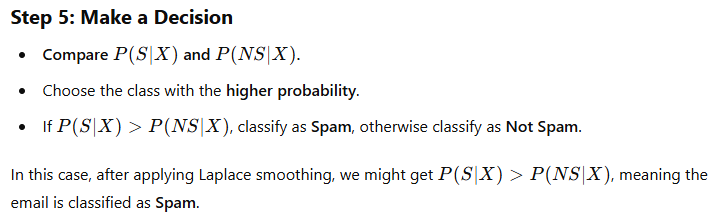 Step 5: Make a Decision
• Compare P(S|X) and P(NS|X).
• Choose the class with the higher probability.
• If P(S|X) > P(NS|X), classify as Spam, otherwise classify as Not Spam.
In this case, after applying Laplace smoothing, we might get P(S|X) > P(NS|X), meaning the
email is classified as Spam.